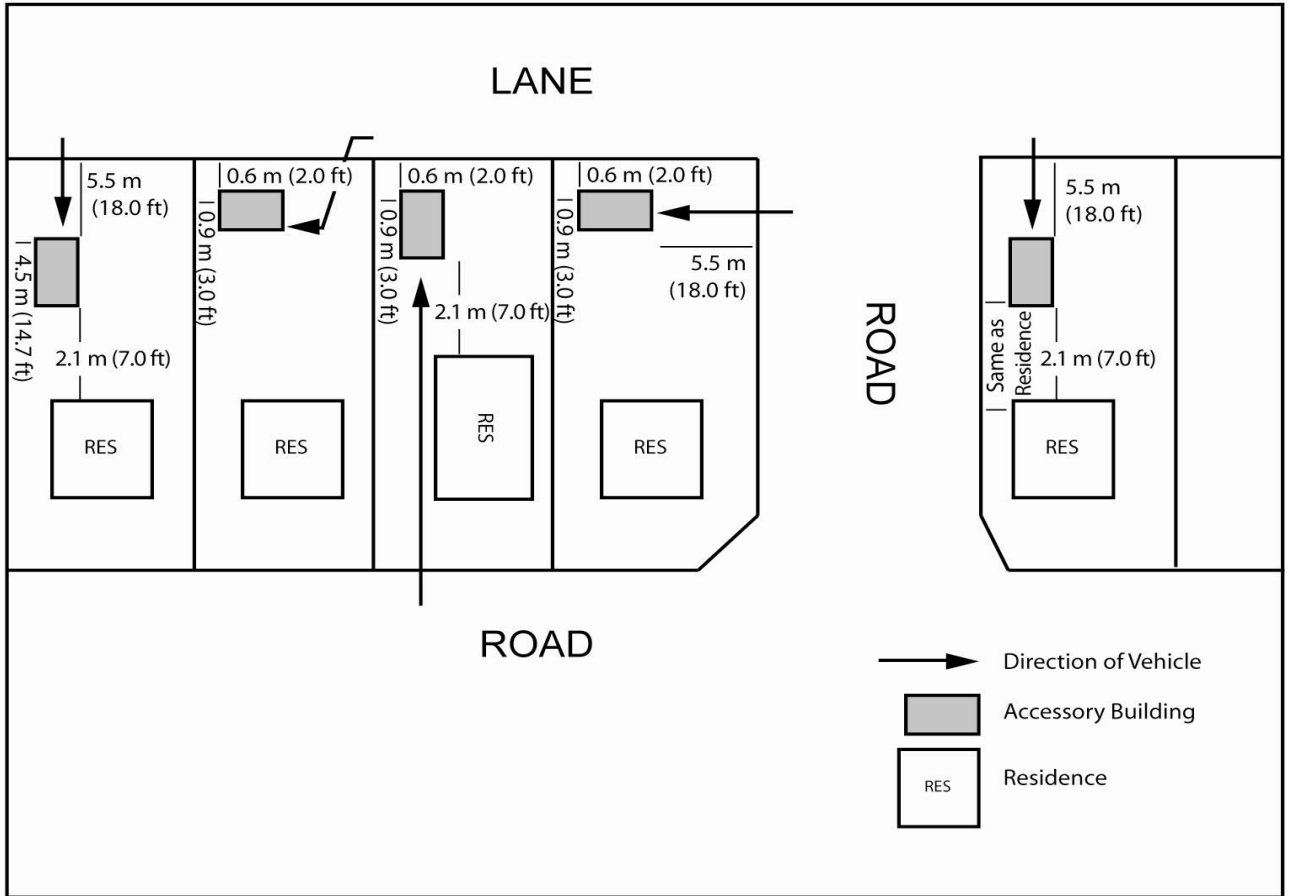 LANE
5.5 m
(18.0 ft)
4.5 m (14.7 ft)
2.1 m (7.0 ft)
RES
0.6 m (2.0 ft)
0.9 m (3.0 ft)
RES
0.6 m (2.0 ft)
0.9 m (3.0 ft)
2.1 m (7.0 ft)
RES
0.6 m (2.0 ft)
0.9 m (3.0 ft)
5.5 m
(18.0 ft)
RES
ROAD
5.5 m
(18.0 ft)
Same as
Residence
2.1 m (7.0 ft)
RES
ROAD
Direction of Vehicle
Accessory Building
RES
Residence